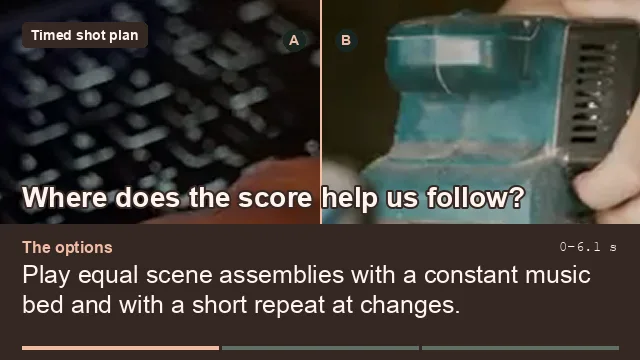 Timed shot plan
A
B
Where does the score help us follow?
The options
0–6.1 s
Play equal scene assemblies with a constant music
bed and with a short repeat at changes.